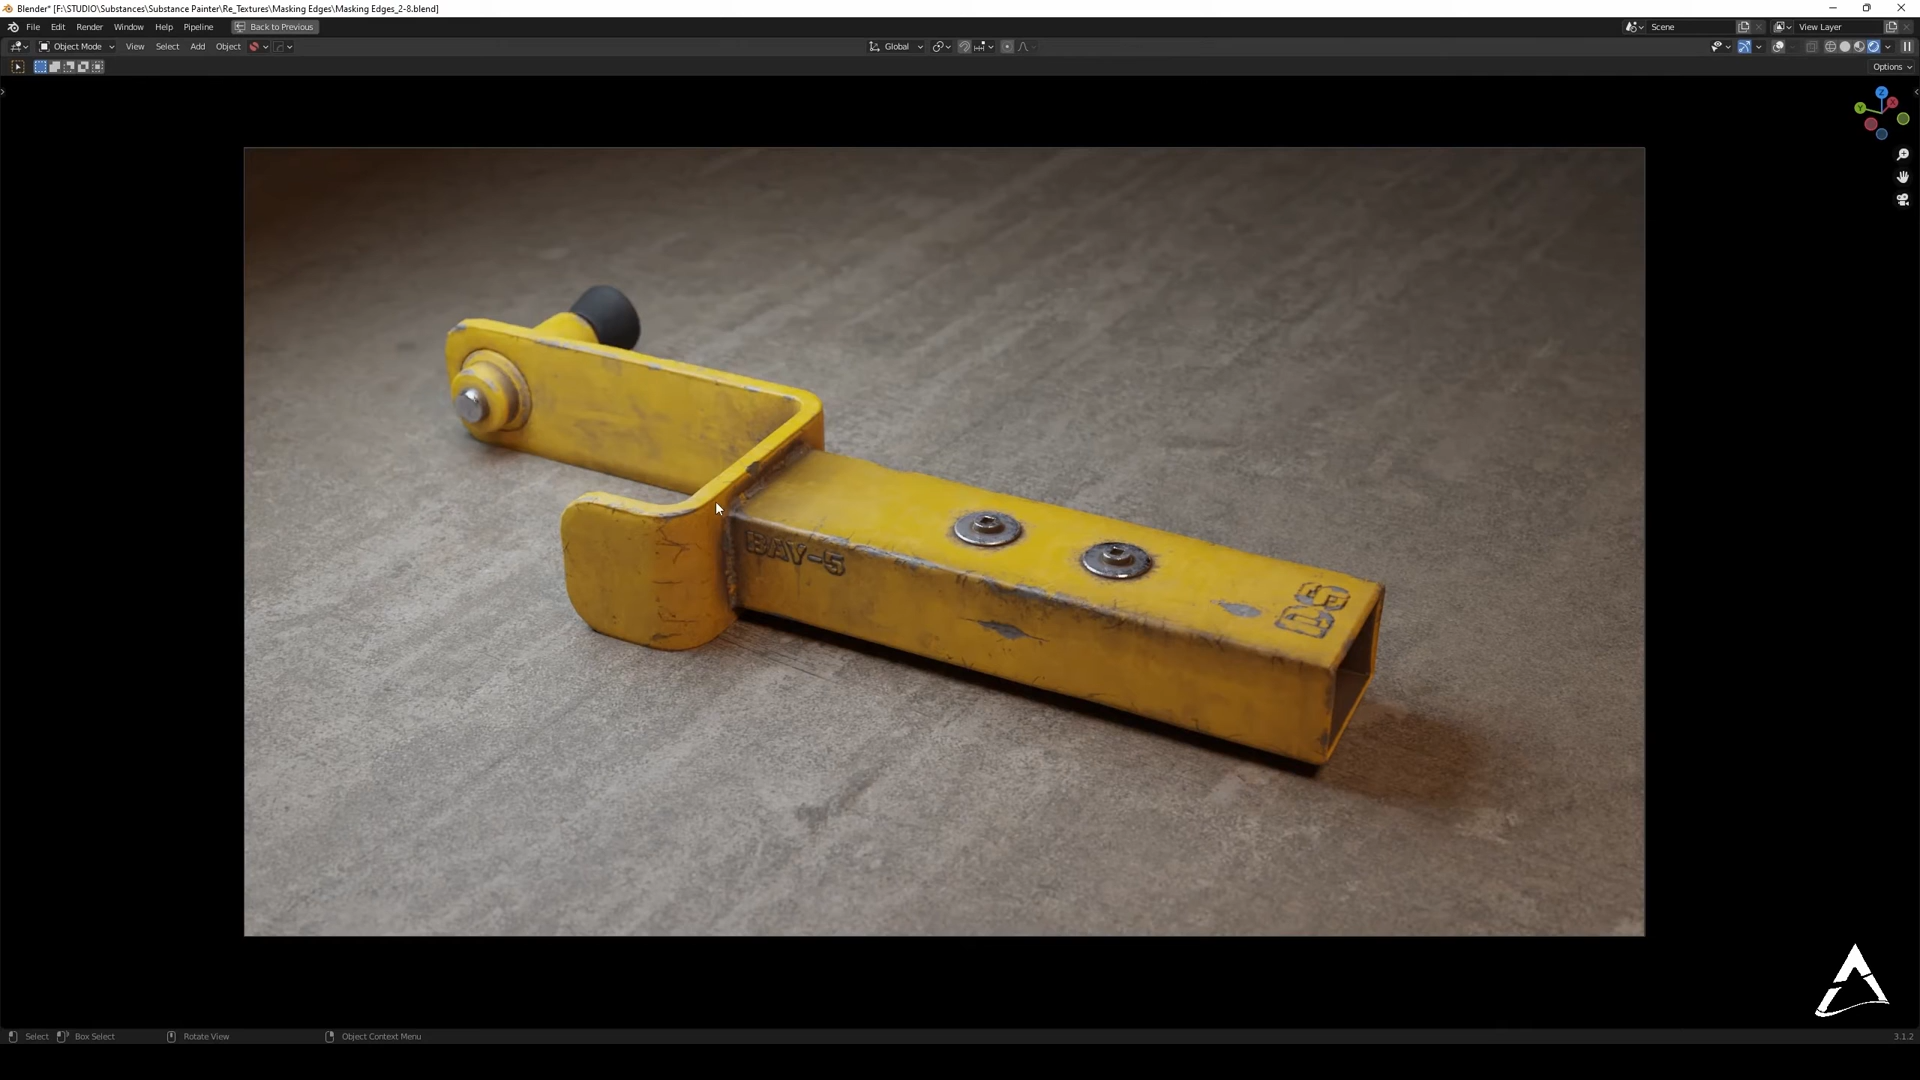 Blender* [F:\STUDIO\Substances\Substance Painter\Re_Textures\Masking Edges\Masking Edges_2-8.blend]
File Edit Render Window Help Pipeline Back to Previous Scene View Layer
Object Mode View Select Add Object Global
Options
Z
X
Y
BAY-5
D5
Select Box Select Rotate View Object Context Menu 3.1.2